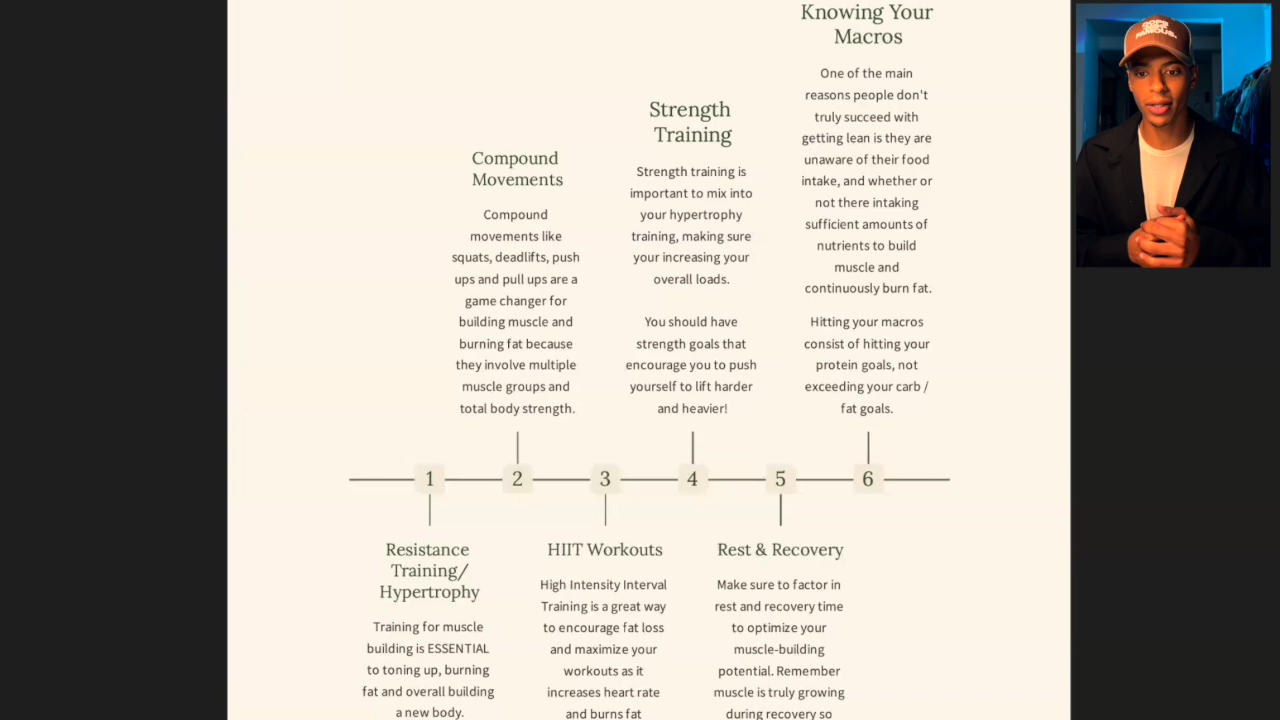 Knowing Your
Macros
One of the main
reasons people don't
truly succeed with
getting lean is they are
unaware of their food
intake, and whether or
not there intaking
sufficient amounts of
nutrients to build
muscle and
continuously burn fat.
Hitting your macros
consist of hitting your
protein goals, not
exceeding your carb /
fat goals.
Strength
Training
Strength training is
important to mix into
your hypertrophy
training, making sure
your increasing your
overall loads.
You should have
strength goals that
encourage you to push
yourself to lift harder
and heavier!
Compound
Movements
Compound
movements like
squats, deadlifts, push
ups and pull ups are a
game changer for
building muscle and
burning fat because
they involve multiple
muscle groups and
total body strength.
1
2
3
4
5
6
Resistance
Training/
Hypertrophy
Training for muscle
building is ESSENTIAL
to toning up, burning
fat and overall building
a new body.
HIIT Workouts
High Intensity Interval
Training is a great way
to encourage fat loss
and maximize your
workouts as it
increases heart rate
and burns fat
Rest & Recovery
Make sure to factor in
rest and recovery time
to optimize your
muscle-building
potential. Remember
muscle is truly growing
during recovery so